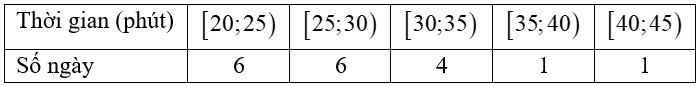 Thời gian (phút) [20;25) [25;30) [30;35) [35;40) [40;45)
Số ngày 6 6 4 1 1